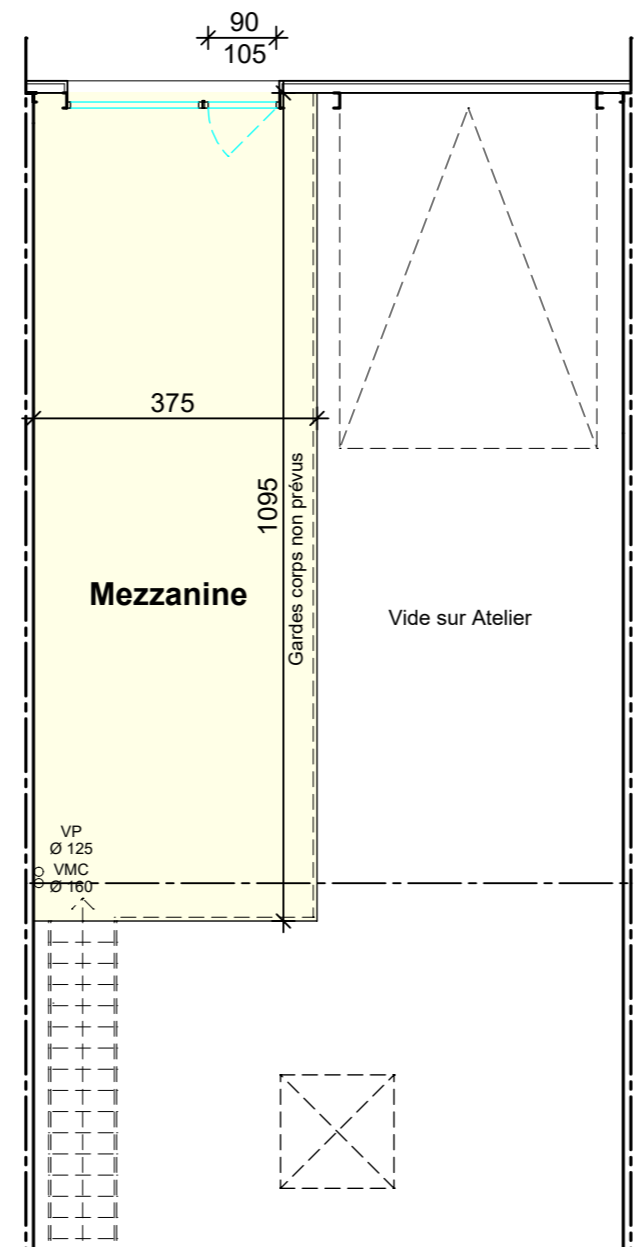 90
105
375
1095
Gardes corps non prévus
Mezzanine
Vide sur Atelier
VP
Ø 125
VMC
Ø 160